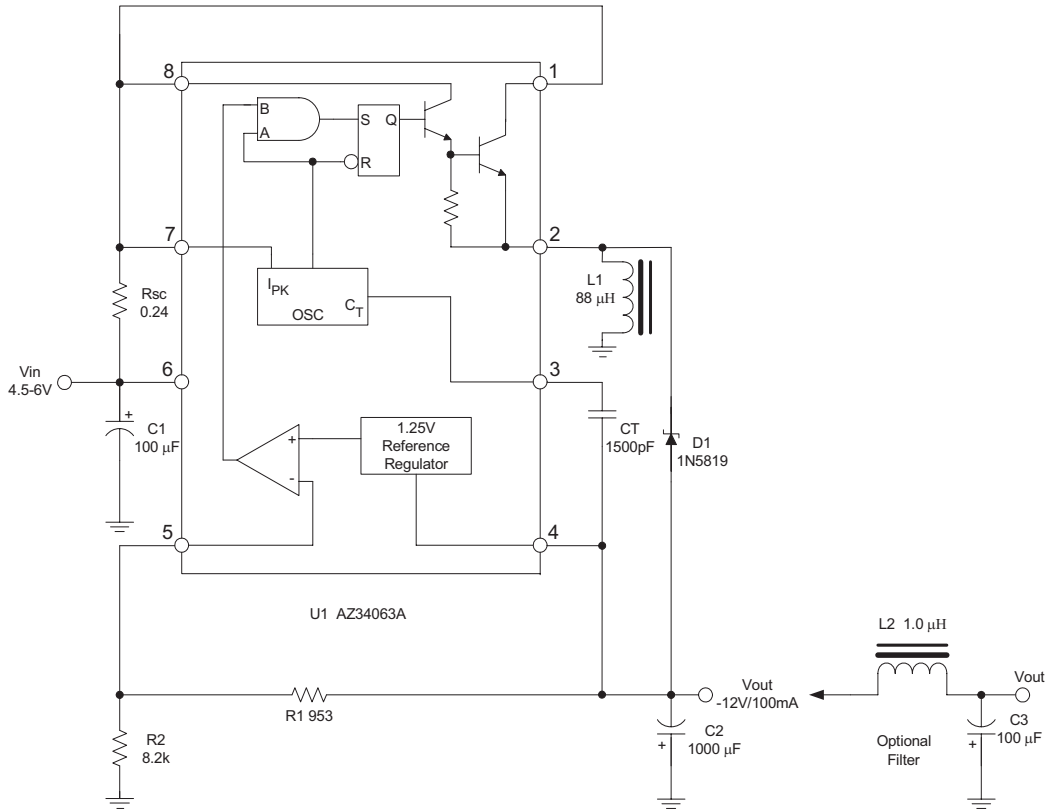 8
1
B
A
S
Q
R
7
2
I PK
C T
OSC
L1
88 μH
Rsc
0.24
Vin
4.5-6V
6
3
+
C1
100 μF
CT
1500pF
1.25V
Reference
Regulator
+
-
D1
1N5819
5
4
U1 AZ34063A
L2 1.0 μH
R1 953
Vout
-12V/100mA
Vout
R2
8.2k
+
C2
1000 μF
Optional
Filter
+
C3
100 μF